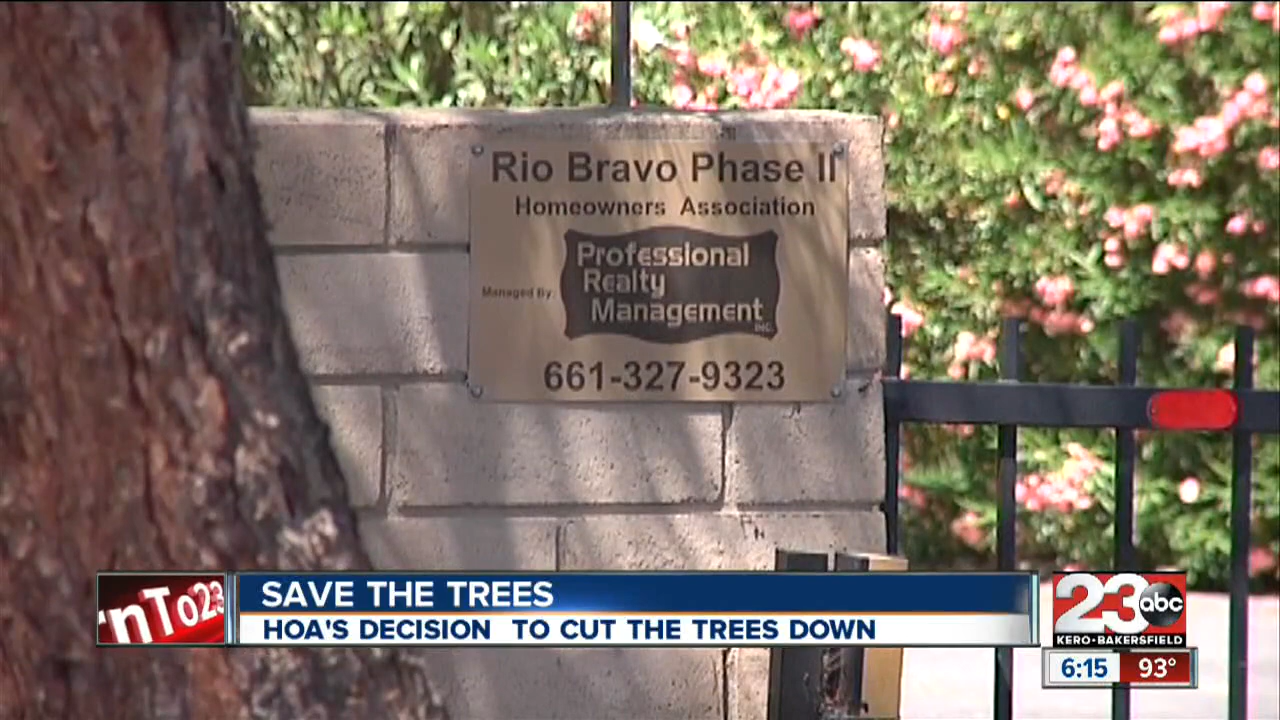 Rio Bravo Phase II
Homeowners Association
Managed By:
Professional
Realty
Management
INC.
661-327-9323
rnTo23
SAVE THE TREES
HOA'S DECISION TO CUT THE TREES DOWN
23 abc
KERO-BAKERSFIELD
6:15 93°